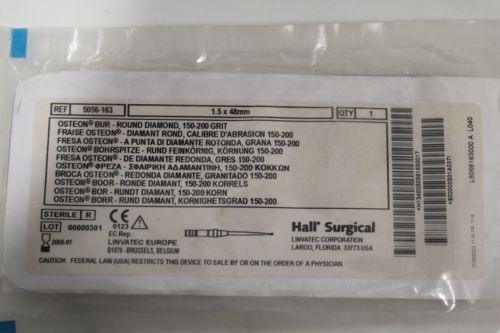 REF 5056-163 1.5 x 48mm QTY 1
OSTEON® BUR - ROUND DIAMOND, 150-200 GRIT
FRAISE OSTEON® - DIAMANT ROND, CALIBRE D'ABRASION 150-200
FRESA OSTEON® - A PUNTA DI DIAMANTE ROTONDA, GRANA 150-200
OSTEON® BOHRSPITZE - RUND FEINKÖRNIG, KÖRNUNG 150-200
FRESA OSTEON® - DE DIAMANTE REDONDA, GRES 150-200
OSTEON® ΦΡΕΖΑ - ΣΦΑΙΡΙΚΗ ΑΔΑΜΑΝΤΙΝΗ, 150-200 ΚΟΚΚΩΝ
BROCA OSTEON® - REDONDA DIAMANTE, GRANITADO 150-200
OSTEON® BOOR - RONDE DIAMANT, 150-200 KORRELS
OSTEON® BOR - RUNDT DIAMANT, 150-200 KORN
OSTEON® BORR - RUND DIAMANT, KORNIGHETSGRAD 150-200
STERILE R
LOT 00000301
2006-01
CE
0123
EC Rep.
LINVATEC EUROPE
B1070 - BRUSSELS, BELGIUM
Hall® Surgical
LINVATEC CORPORATION
LARGO, FLORIDA 33773 USA
CAUTION: FEDERAL LAW (USA) RESTRICTS THIS DEVICE TO SALE BY OR ON THE ORDER OF A PHYSICIAN.
LS056163000 A L040